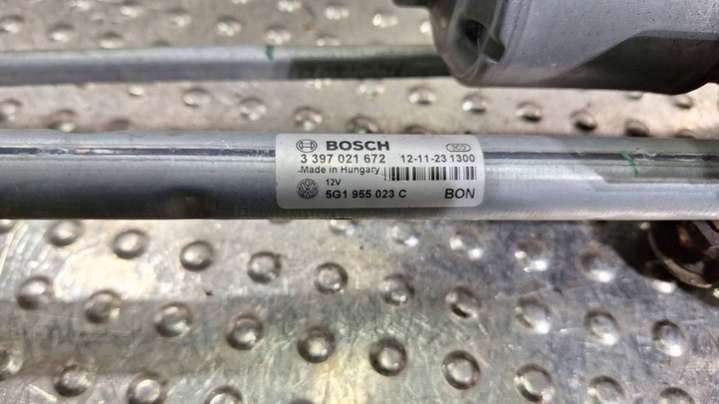 BOSCH
3 397 021 672 12-11-23 1300
Made in Hungary
12V
5G1 955 023 C BON